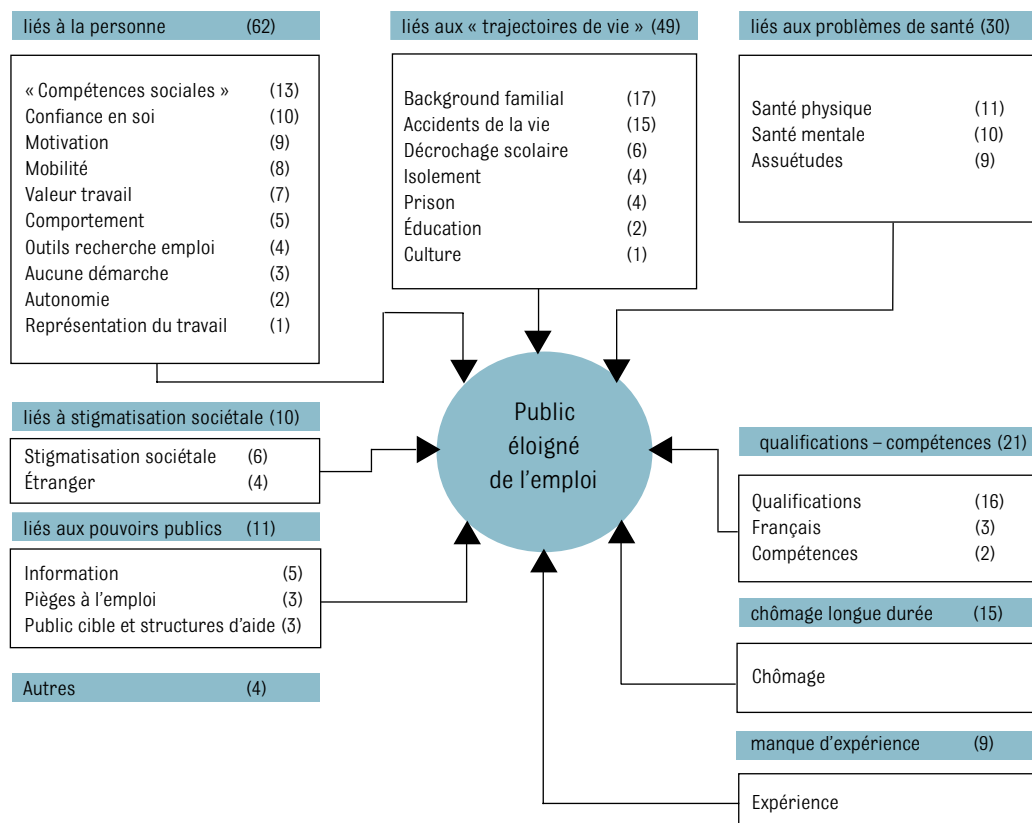 liés à la personne (62)
« Compétences sociales » (13)
Confiance en soi (10)
Motivation (9)
Mobilité (8)
Valeur travail (7)
Comportement (5)
Outils recherche emploi (4)
Aucune démarche (3)
Autonomie (2)
Représentation du travail (1)
liés aux « trajectoires de vie » (49)
Background familial (17)
Accidents de la vie (15)
Décrochage scolaire (6)
Isolement (4)
Prison (4)
Éducation (2)
Culture (1)
liés aux problèmes de santé (30)
Santé physique (11)
Santé mentale (10)
Assuétudes (9)
Public
éloigné
de l'emploi
liés à stigmatisation sociétale (10)
Stigmatisation sociétale (6)
Étranger (4)
liés aux pouvoirs publics (11)
Information (5)
Pièges à l'emploi (3)
Public cible et structures d'aide (3)
Autres (4)
qualifications – compétences (21)
Qualifications (16)
Français (3)
Compétences (2)
chômage longue durée (15)
Chômage
manque d'expérience (9)
Expérience